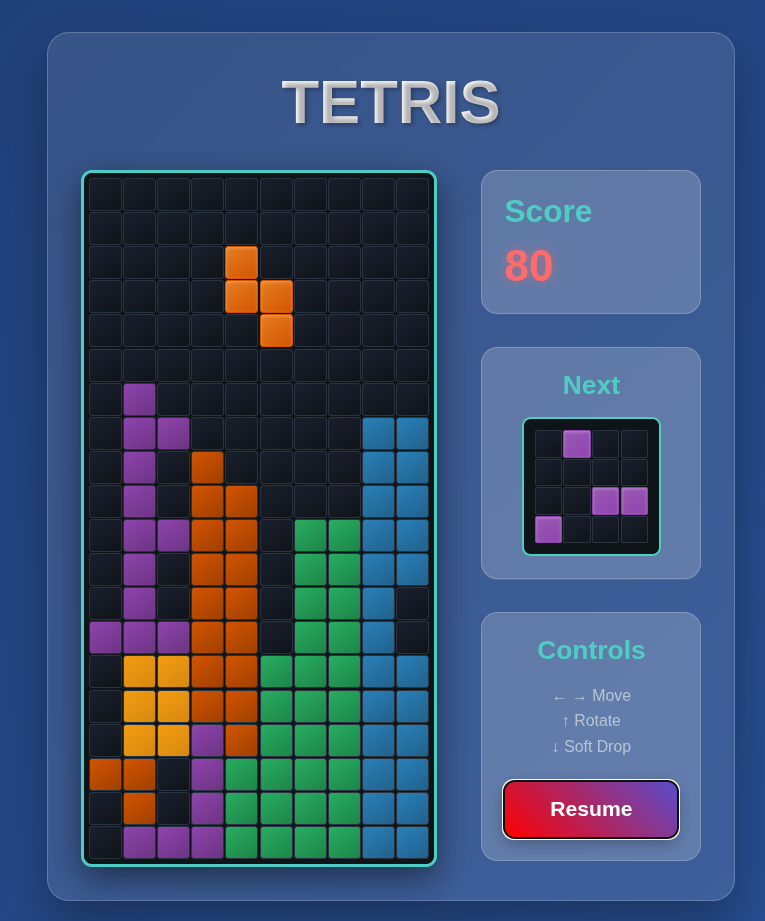 TETRIS
Score
80
Next
Controls
← → Move
↑ Rotate
↓ Soft Drop
Resume